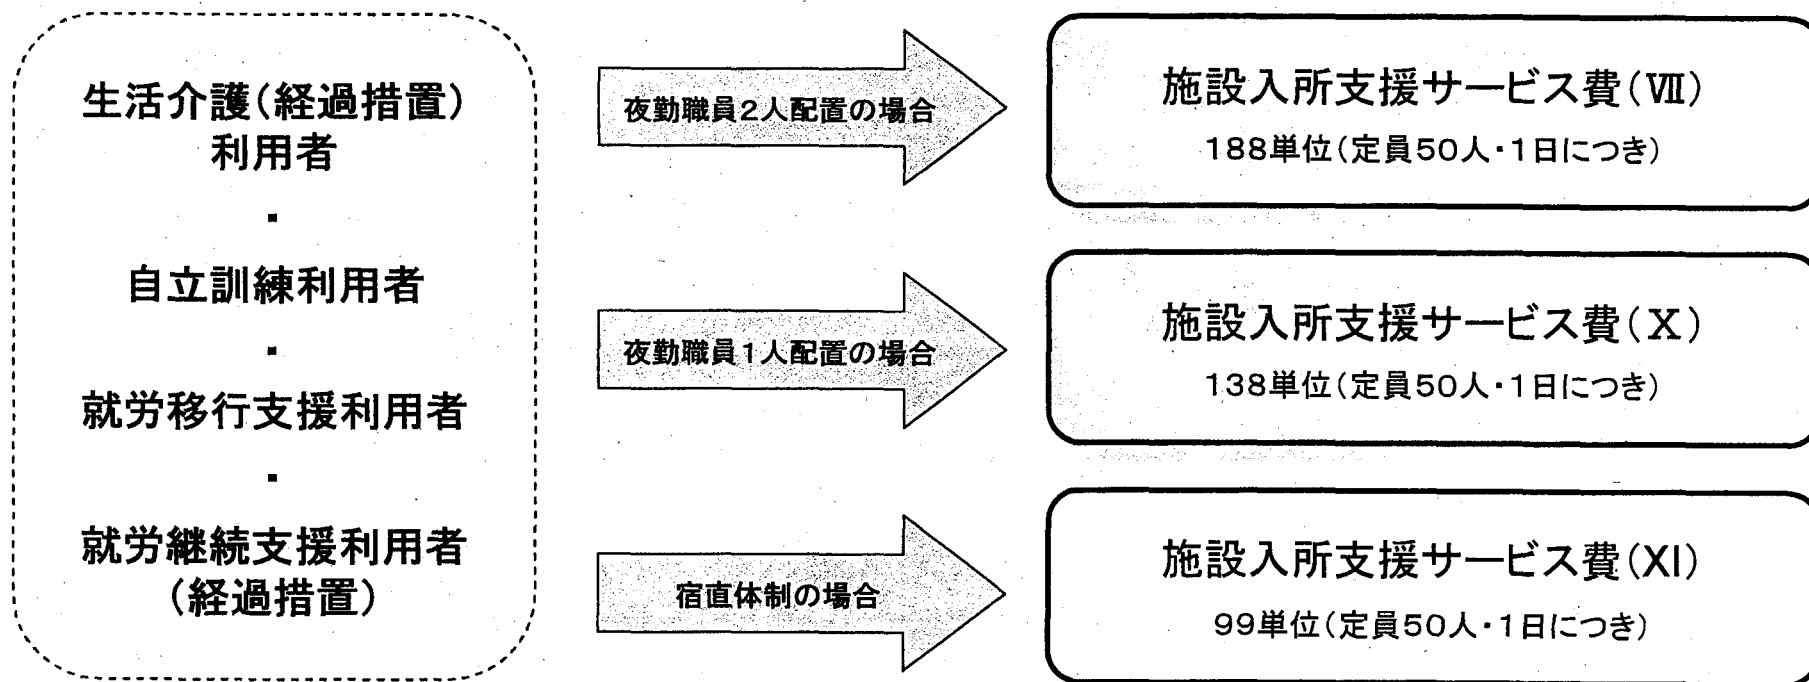 生活介護(経過措置)
利用者
・
自立訓練利用者
・
就労移行支援利用者
・
就労継続支援利用者
(経過措置)
夜勤職員2人配置の場合
施設入所支援サービス費(Ⅶ)
188単位(定員50人・1日につき)
夜勤職員1人配置の場合
施設入所支援サービス費(Ⅹ)
138単位(定員50人・1日につき)
宿直体制の場合
施設入所支援サービス費(XI)
99単位(定員50人・1日につき)